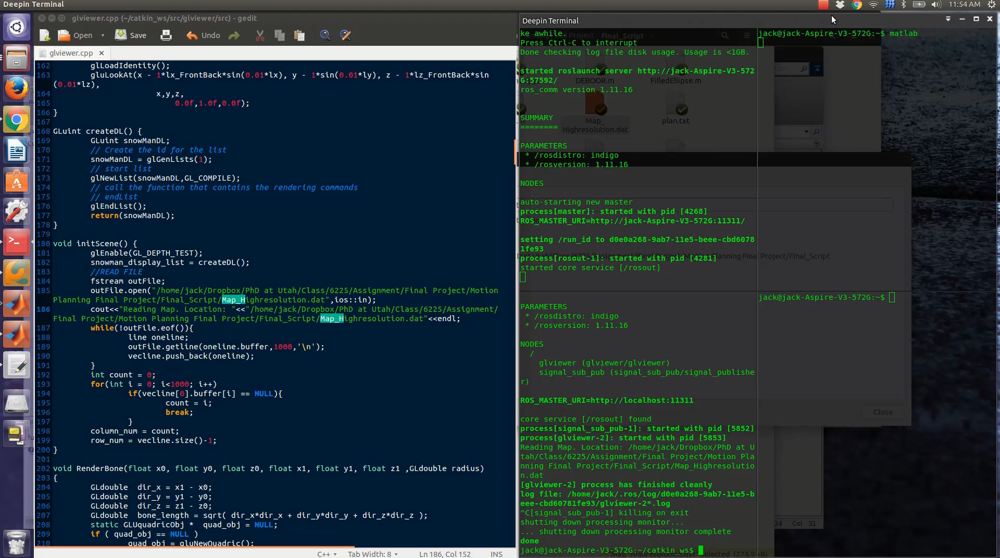 Deepin Terminal
11:54 AM
glviewer.cpp (~/catkin_ws/src/glviewer/src) - gedit
Open
Save
Undo
glviewer.cpp
162 glLoadIdentity();
163 gluLookAt(x - 1*lx_FrontBack*sin(0.01*lx), y - 1*sin(0.01*ly), z - 1*lz_FrontBack*sin
(0.01*lz),
164 x,y,z,
165 0.0f,1.0f,0.0f);
166 }
167
168 GLuint createDL() {
169 GLuint snowManDL;
170 // Create the id for the list
171 snowManDL = glGenLists(1);
172 // start list
173 glNewList(snowManDL,GL_COMPILE);
174 // call the function that contains the rendering commands
175 // endList
176 glEndList();
177 return(snowManDL);
178 }
179
180 void initScene() {
181 glEnable(GL_DEPTH_TEST);
182 snowman_display_list = createDL();
183 //READ FILE
184 fstream outFile;
185 outFile.open("/home/jack/Dropbox/PhD at Utah/Class/6225/Assignment/Final Project/Motion
Planning Final Project/Final_Script/Map_Highresolution.dat",ios::in);
186 cout<<"Reading Map. Location: "<<"/home/jack/Dropbox/PhD at Utah/Class/6225/Assignment/
Final Project/Motion Planning Final Project/Final_Script/Map_Highresolution.dat"<<endl;
187 while(!outFile.eof()){
188 line oneline;
189 outFile.getline(oneline.buffer,1000,'\n');
190 vecline.push_back(oneline);
191 }
192 int count = 0;
193 for(int i = 0; i<1000; i++)
194 if(vecline[0].buffer[i] == NULL){
195 count = i;
196 break;
197 }
198 column_num = count;
199 row_num = vecline.size()-1;
200 }
201
202 void RenderBone(float x0, float y0, float z0, float x1, float y1, float z1 ,GLdouble radius)
203 {
204 GLdouble dir_x = x1 - x0;
205 GLdouble dir_y = y1 - y0;
206 GLdouble dir_z = z1 - z0;
207 GLdouble bone_length = sqrt( dir_x*dir_x + dir_y*dir_y + dir_z*dir_z );
208 static GLUquadricObj * quad_obj = NULL;
209 if ( quad_obj == NULL )
210 quad_obj = gluNewQuadric();
C++ Tab Width: 8 Ln 186, Col 152 INS
Deepin Terminal
ke awhile.
Press Ctrl-C to interrupt
Done checking log file disk usage. Usage is <1GB.
started roslaunch server http://jack-Aspire-V3-572
G:57592/
ros_comm version 1.11.16
SUMMARY
========
PARAMETERS
* /rosdistro: indigo
* /rosversion: 1.11.16
NODES
auto-starting new master
process[master]: started with pid [4268]
ROS_MASTER_URI=http://jack-Aspire-V3-572G:11311/
setting /run_id to d0e0a268-9ab7-11e5-beee-cbd6078
1fe93
process[rosout-1]: started with pid [4281]
started core service [/rosout]
jack@jack-Aspire-V3-572G:~$ matlab
Final_Script
DEBOOR.m
FilledEllipse.m
Map_
Highresolution.dat
plan.txt
Project/Final_Script
PARAMETERS
* /rosdistro: indigo
* /rosversion: 1.11.16
NODES
/
glviewer (glviewer/glviewer)
signal_sub_pub (signal_sub_pub/signal_publishe
r)
ROS_MASTER_URI=http://localhost:11311
core service [/rosout] found
process[signal_sub_pub-1]: started with pid [5852]
process[glviewer-2]: started with pid [5853]
Reading Map. Location: /home/jack/Dropbox/PhD at U
tah/Class/6225/Assignment/Final Project/Motion Pla
nning Final Project/Final_Script/Map_Highresolutio
n.dat
[glviewer-2] process has finished cleanly
log file: /home/jack/.ros/log/d0e0a268-9ab7-11e5-b
eee-cbd60781fe93/glviewer-2*.log
^C[signal_sub_pub-1] killing on exit
shutting down processing monitor...
... shutting down processing monitor complete
done
jack@jack-Aspire-V3-572G:~/catkin_ws$
jack@jack-Aspire-V3-572G:~$
Close
34 Col 31